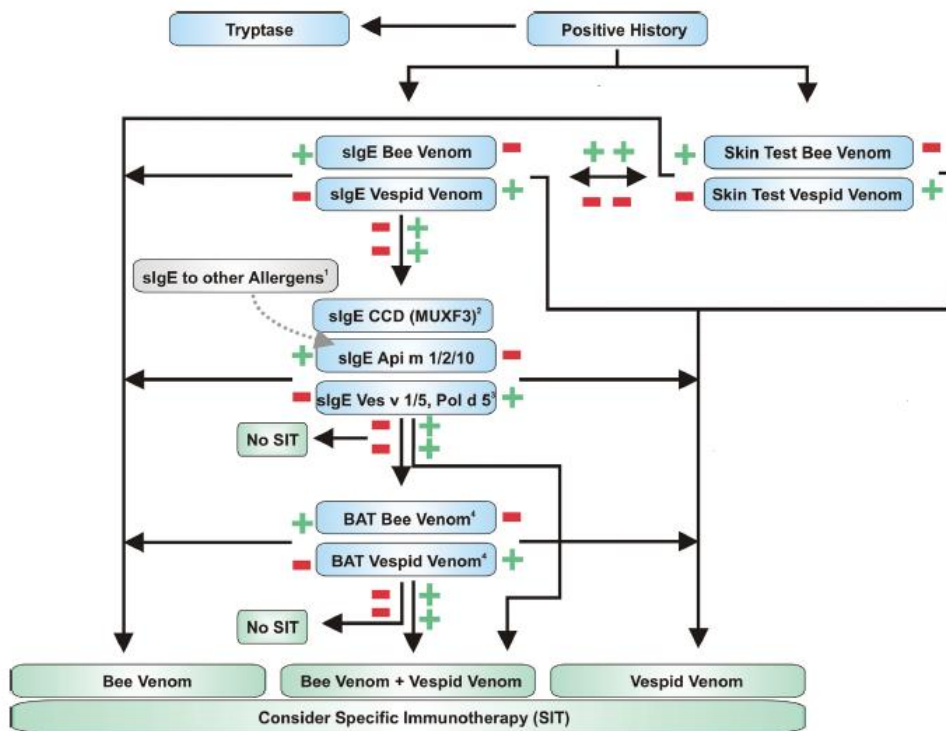 Tryptase
Positive History
sIgE Bee Venom
Skin Test Bee Venom
sIgE Vespid Venom
Skin Test Vespid Venom
sIgE to other Allergens¹
sIgE CCD (MUXF3)²
sIgE Api m 1/2/10
sIgE Ves v 1/5, Pol d 5³
No SIT
BAT Bee Venom⁴
BAT Vespid Venom⁴
No SIT
Bee Venom
Bee Venom + Vespid Venom
Vespid Venom
Consider Specific Immunotherapy (SIT)